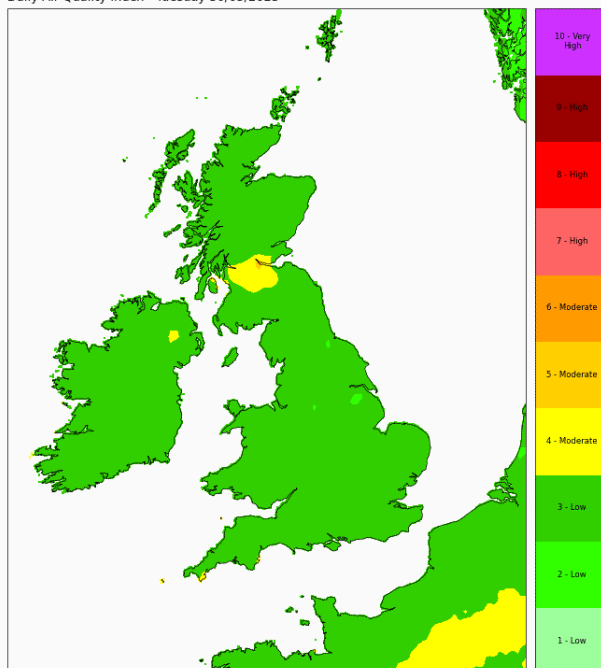 10 - Very
High
9 - High
8 - High
7 - High
6 - Moderate
5 - Moderate
4 - Moderate
3 - Low
2 - Low
1 - Low